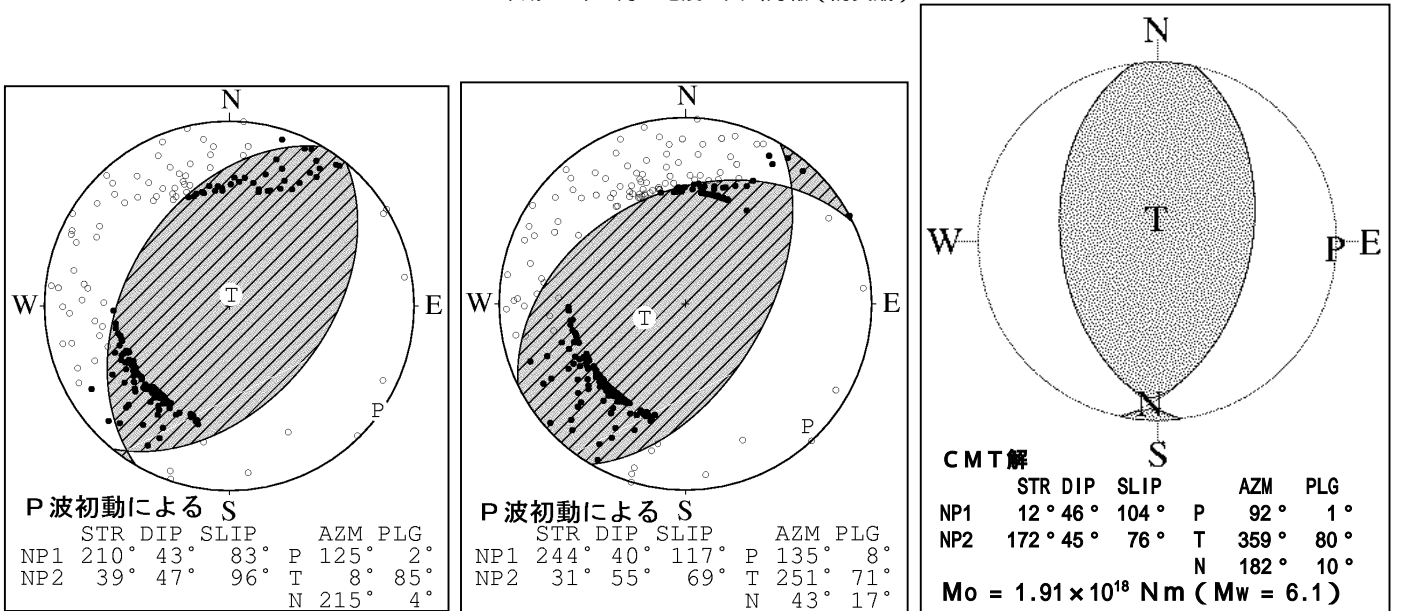 N
W
T
E
P
S
P波初動による
STR DIP SLIP AZM PLG
NP1 210° 43° 83° P 125° 2°
NP2 39° 47° 96° T 8° 85°
N 215° 4°
N
W
T
E
P
S
P波初動による
STR DIP SLIP AZM PLG
NP1 244° 40° 117° P 135° 8°
NP2 31° 55° 69° T 251° 71°
N 43° 17°
N
T
W
P
E
N
S
CMT解
STR DIP SLIP AZM PLG
NP1 12° 46° 104° P 92° 1°
NP2 172° 45° 76° T 359° 80°
N 182° 10°
Mo = 1.91×10¹⁸ Nm (Mw = 6.1)